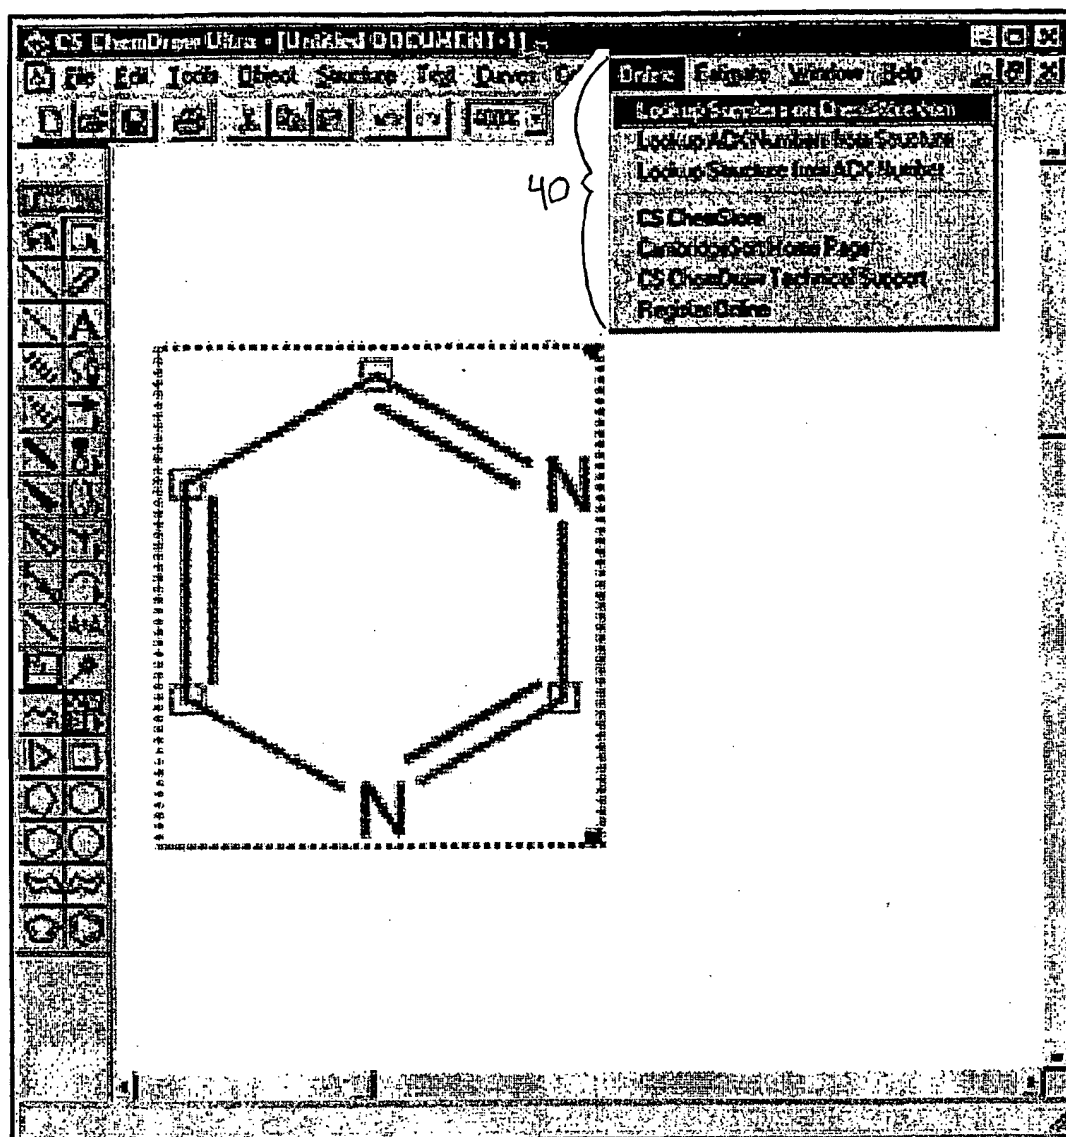 CS ChemDraw Ultra - [Untitled DOCUMENT-1]
File Edit Tools Object Structure Text Curves Online Estimate Window Help
Lookup Suppliers on ChemStore.Com
Lookup ACX Numbers from Structure
Lookup Structure from ACX Number
40
CS ChemStore
CambridgeSoft Home Page
CS ChemDraw Technical Support
Register Online
A
N
N